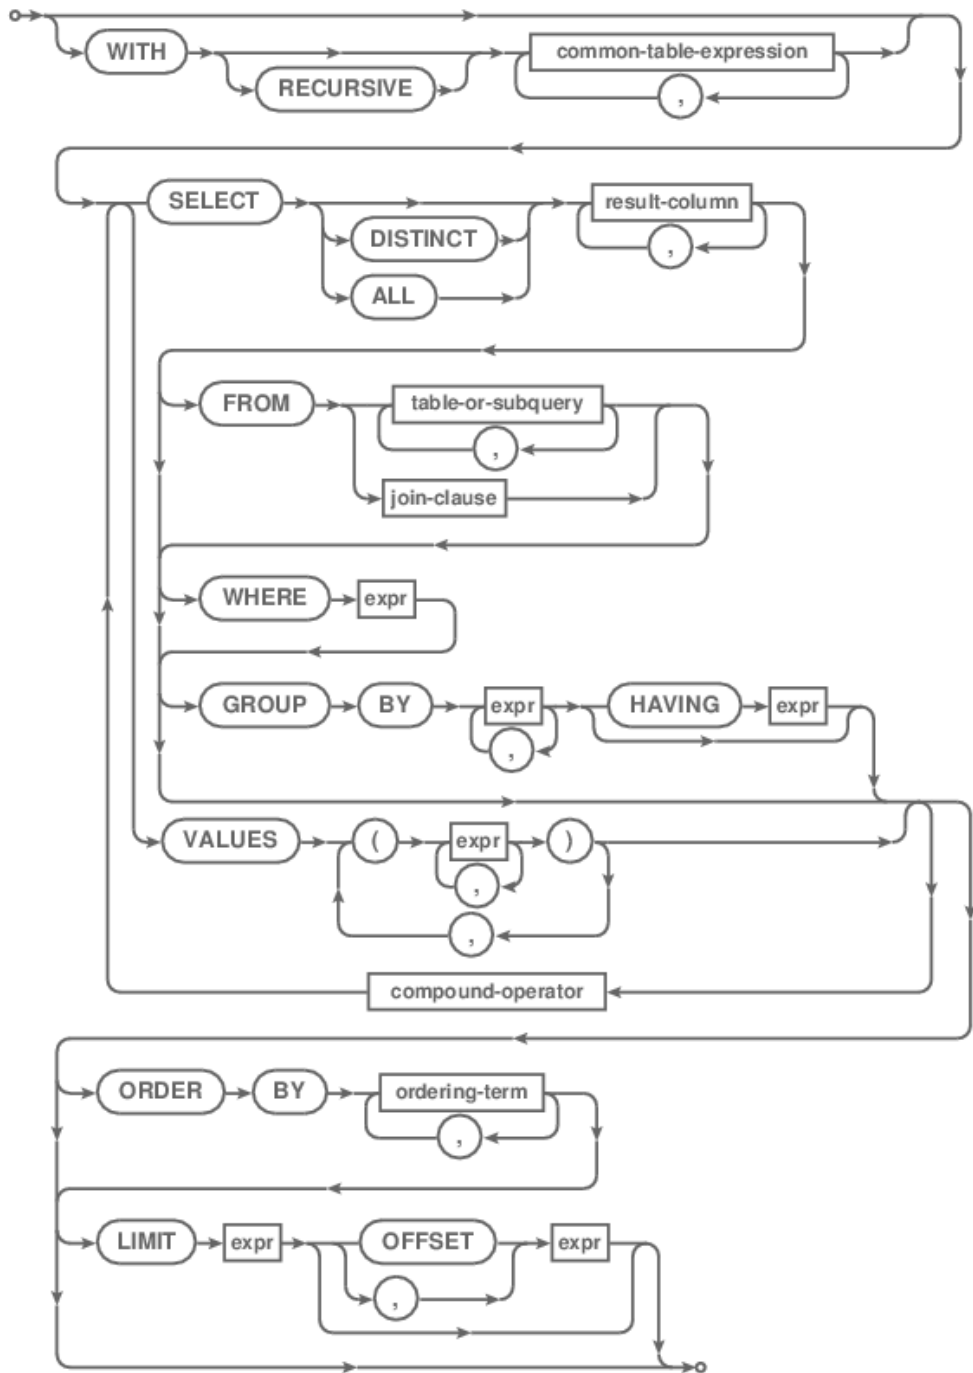 WITH common-table-expression
RECURSIVE
,
SELECT result-column
DISTINCT ,
ALL
FROM table-or-subquery
,
join-clause
WHERE expr
GROUP BY expr HAVING expr
,
VALUES ( expr )
,
,
compound-operator
ORDER BY ordering-term
,
LIMIT expr OFFSET expr
,